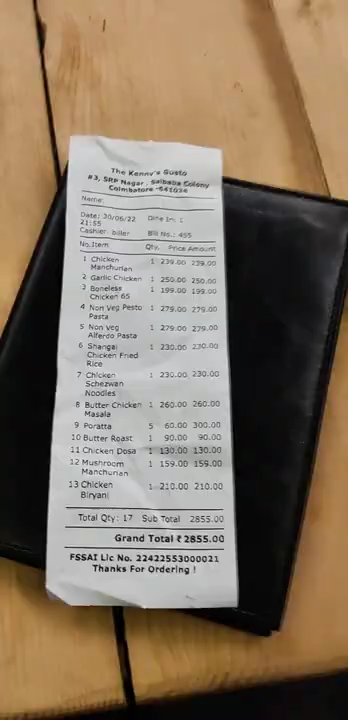 The Kenny's Gusto
#3, SRP Nagar, Saibaba Colony
Coimbatore -641024
Name:
Date: 30/06/22 Dine In: 1
21:55
Cashier: biller Bill No.: 455
No.Item Qty. Price Amount
1 Chicken 1 239.00 239.00
Manchurian
2 Garlic Chicken 1 250.00 250.00
3 Boneless 1 199.00 199.00
Chicken 65
4 Non Veg Pesto 1 279.00 279.00
Pasta
5 Non Veg 1 279.00 279.00
Alferdo Pasta
6 Shangai 1 230.00 230.00
Chicken Fried
Rice
7 Chicken 1 230.00 230.00
Schezwan
Noodles
8 Butter Chicken 1 260.00 260.00
Masala
9 Poratta 5 60.00 300.00
10 Butter Roast 1 90.00 90.00
11 Chicken Dosa 1 130.00 130.00
12 Mushroom 1 159.00 159.00
Manchurian
13 Chicken 1 210.00 210.00
Biryani
Total Qty: 17 Sub Total 2855.00
Grand Total ₹ 2855.00
FSSAI Lic No. 22422553000021
Thanks For Ordering !